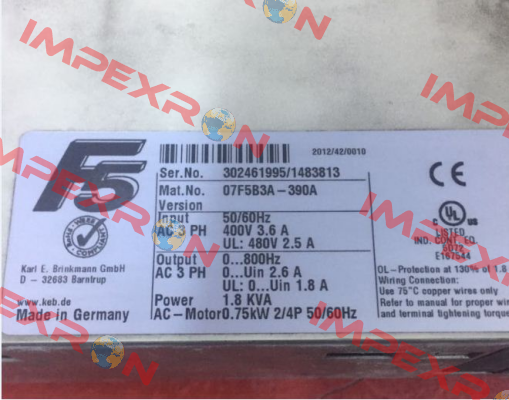 IMPEXRON
IMPEXRON
IMPEXRON
IMPEXRON
IMPEXRON
F5
2012/42/0010
Ser.No. 302461995/1483813
Mat.No. 07F5B3A-390A
Version
Input 50/60Hz
AC 3 PH 400V 3.6 A
UL: 480V 2.5 A
Output 0...800Hz
AC 3 PH 0...Uin 2.6 A
UL: 0...Uin 1.8 A
Power 1.8 KVA
AC-Motor 0.75kW 2/4P 50/60Hz
Karl E. Brinkmann GmbH
D - 32683 Barntrup
www.keb.de
Made in Germany
CE
C UL US
LISTED
IND. CONT. EQ.
5D72
E167544
OL-Protection at 130% of 1.8
Wiring Connection:
Use 75°C copper wires only
Refer to manual for proper wir
and terminal tightening torque